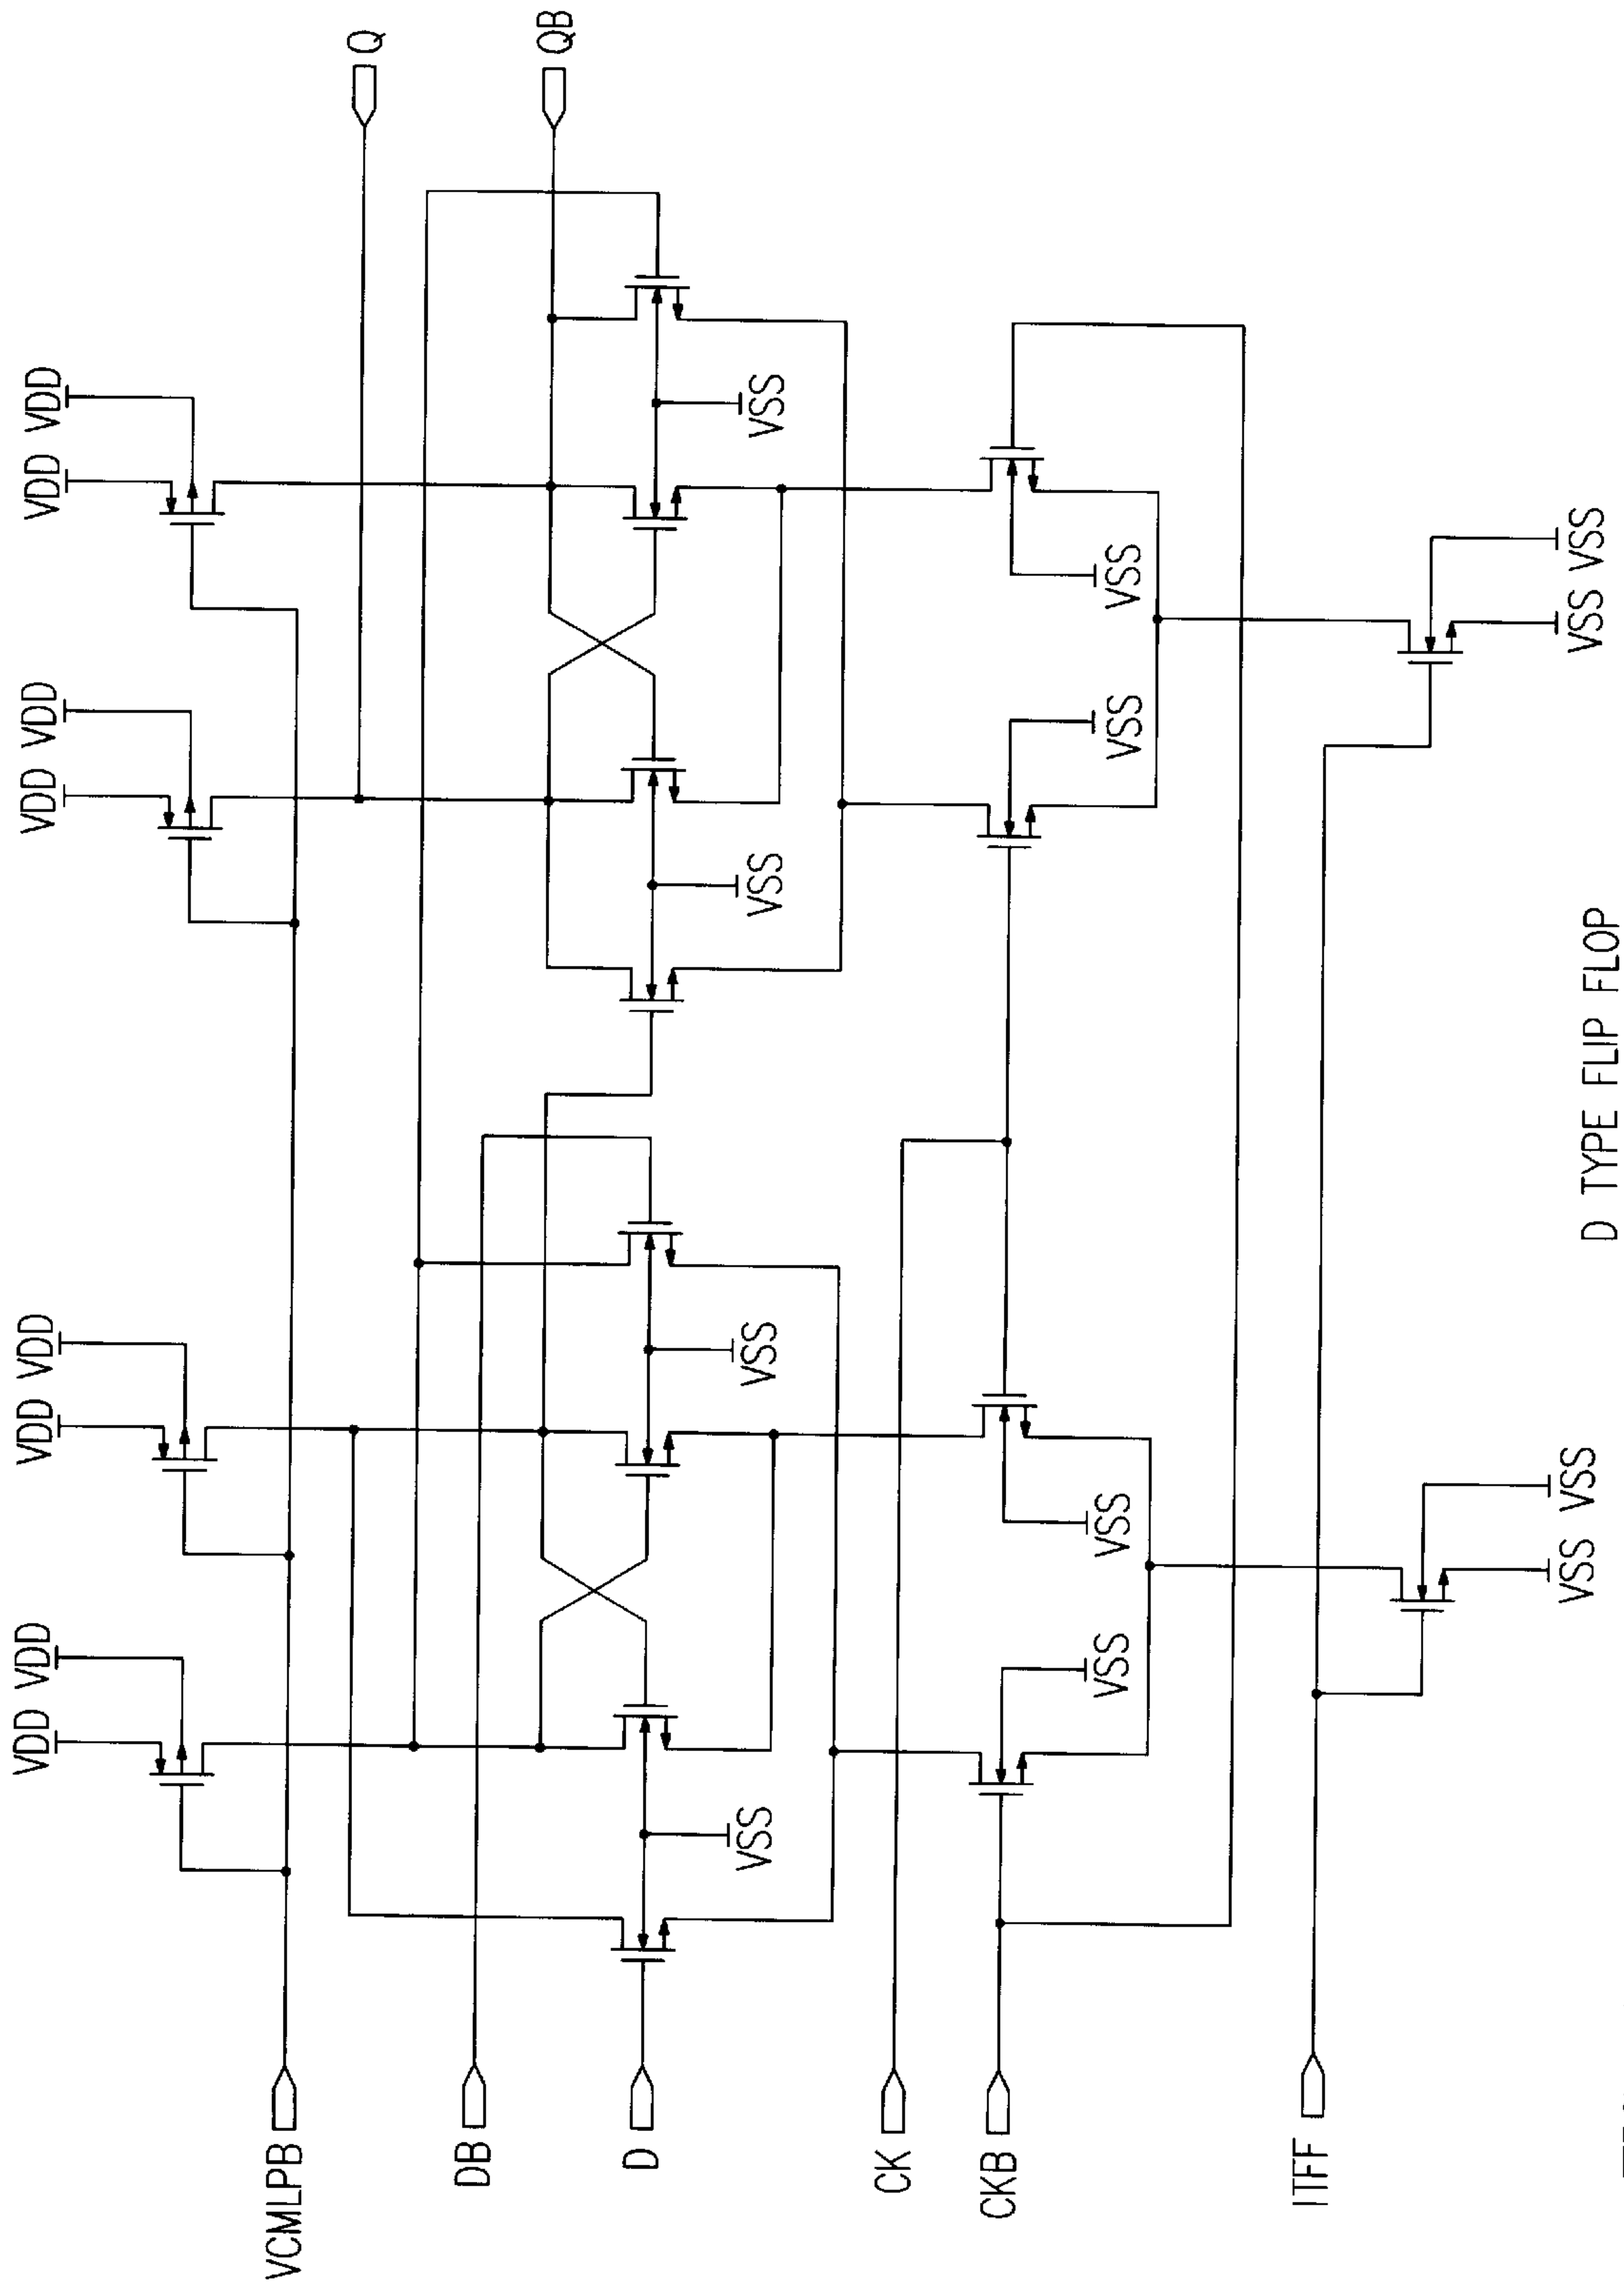 VDD VDD
VDD VDD
VDD VDD
VDD VDD
VCMLPB
Q
DB
QB
D
VSS
VSS
VSS
VSS
CK
CKB
VSS
VSS
VSS
VSS
ITFF
VSS VSS
VSS VSS
D TYPE FLIP FLOP